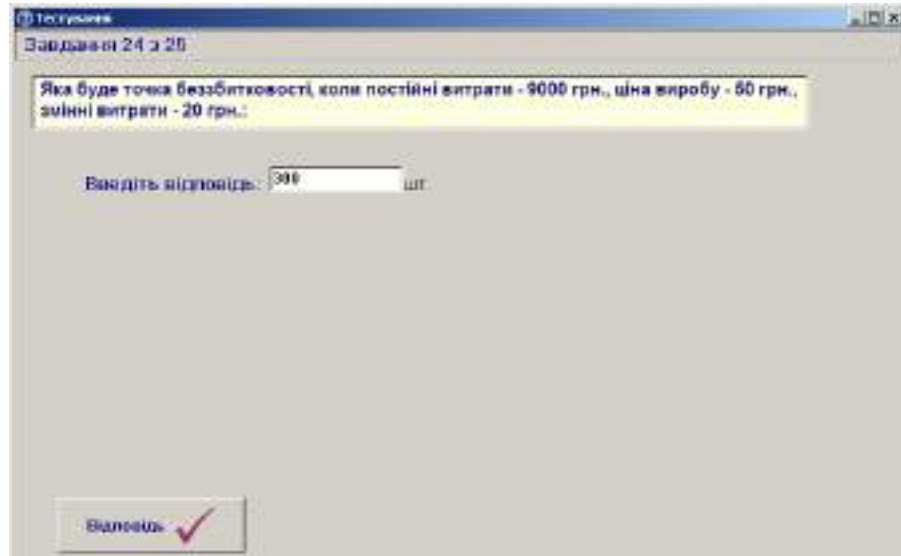 Тестування
Завдання 24 з 25
Яка буде точка беззбитковості, коли постійні витрати - 9000 грн., ціна виробу - 50 грн.,
змінні витрати - 20 грн.:
Введіть відповідь: 300 шт
Відповідь